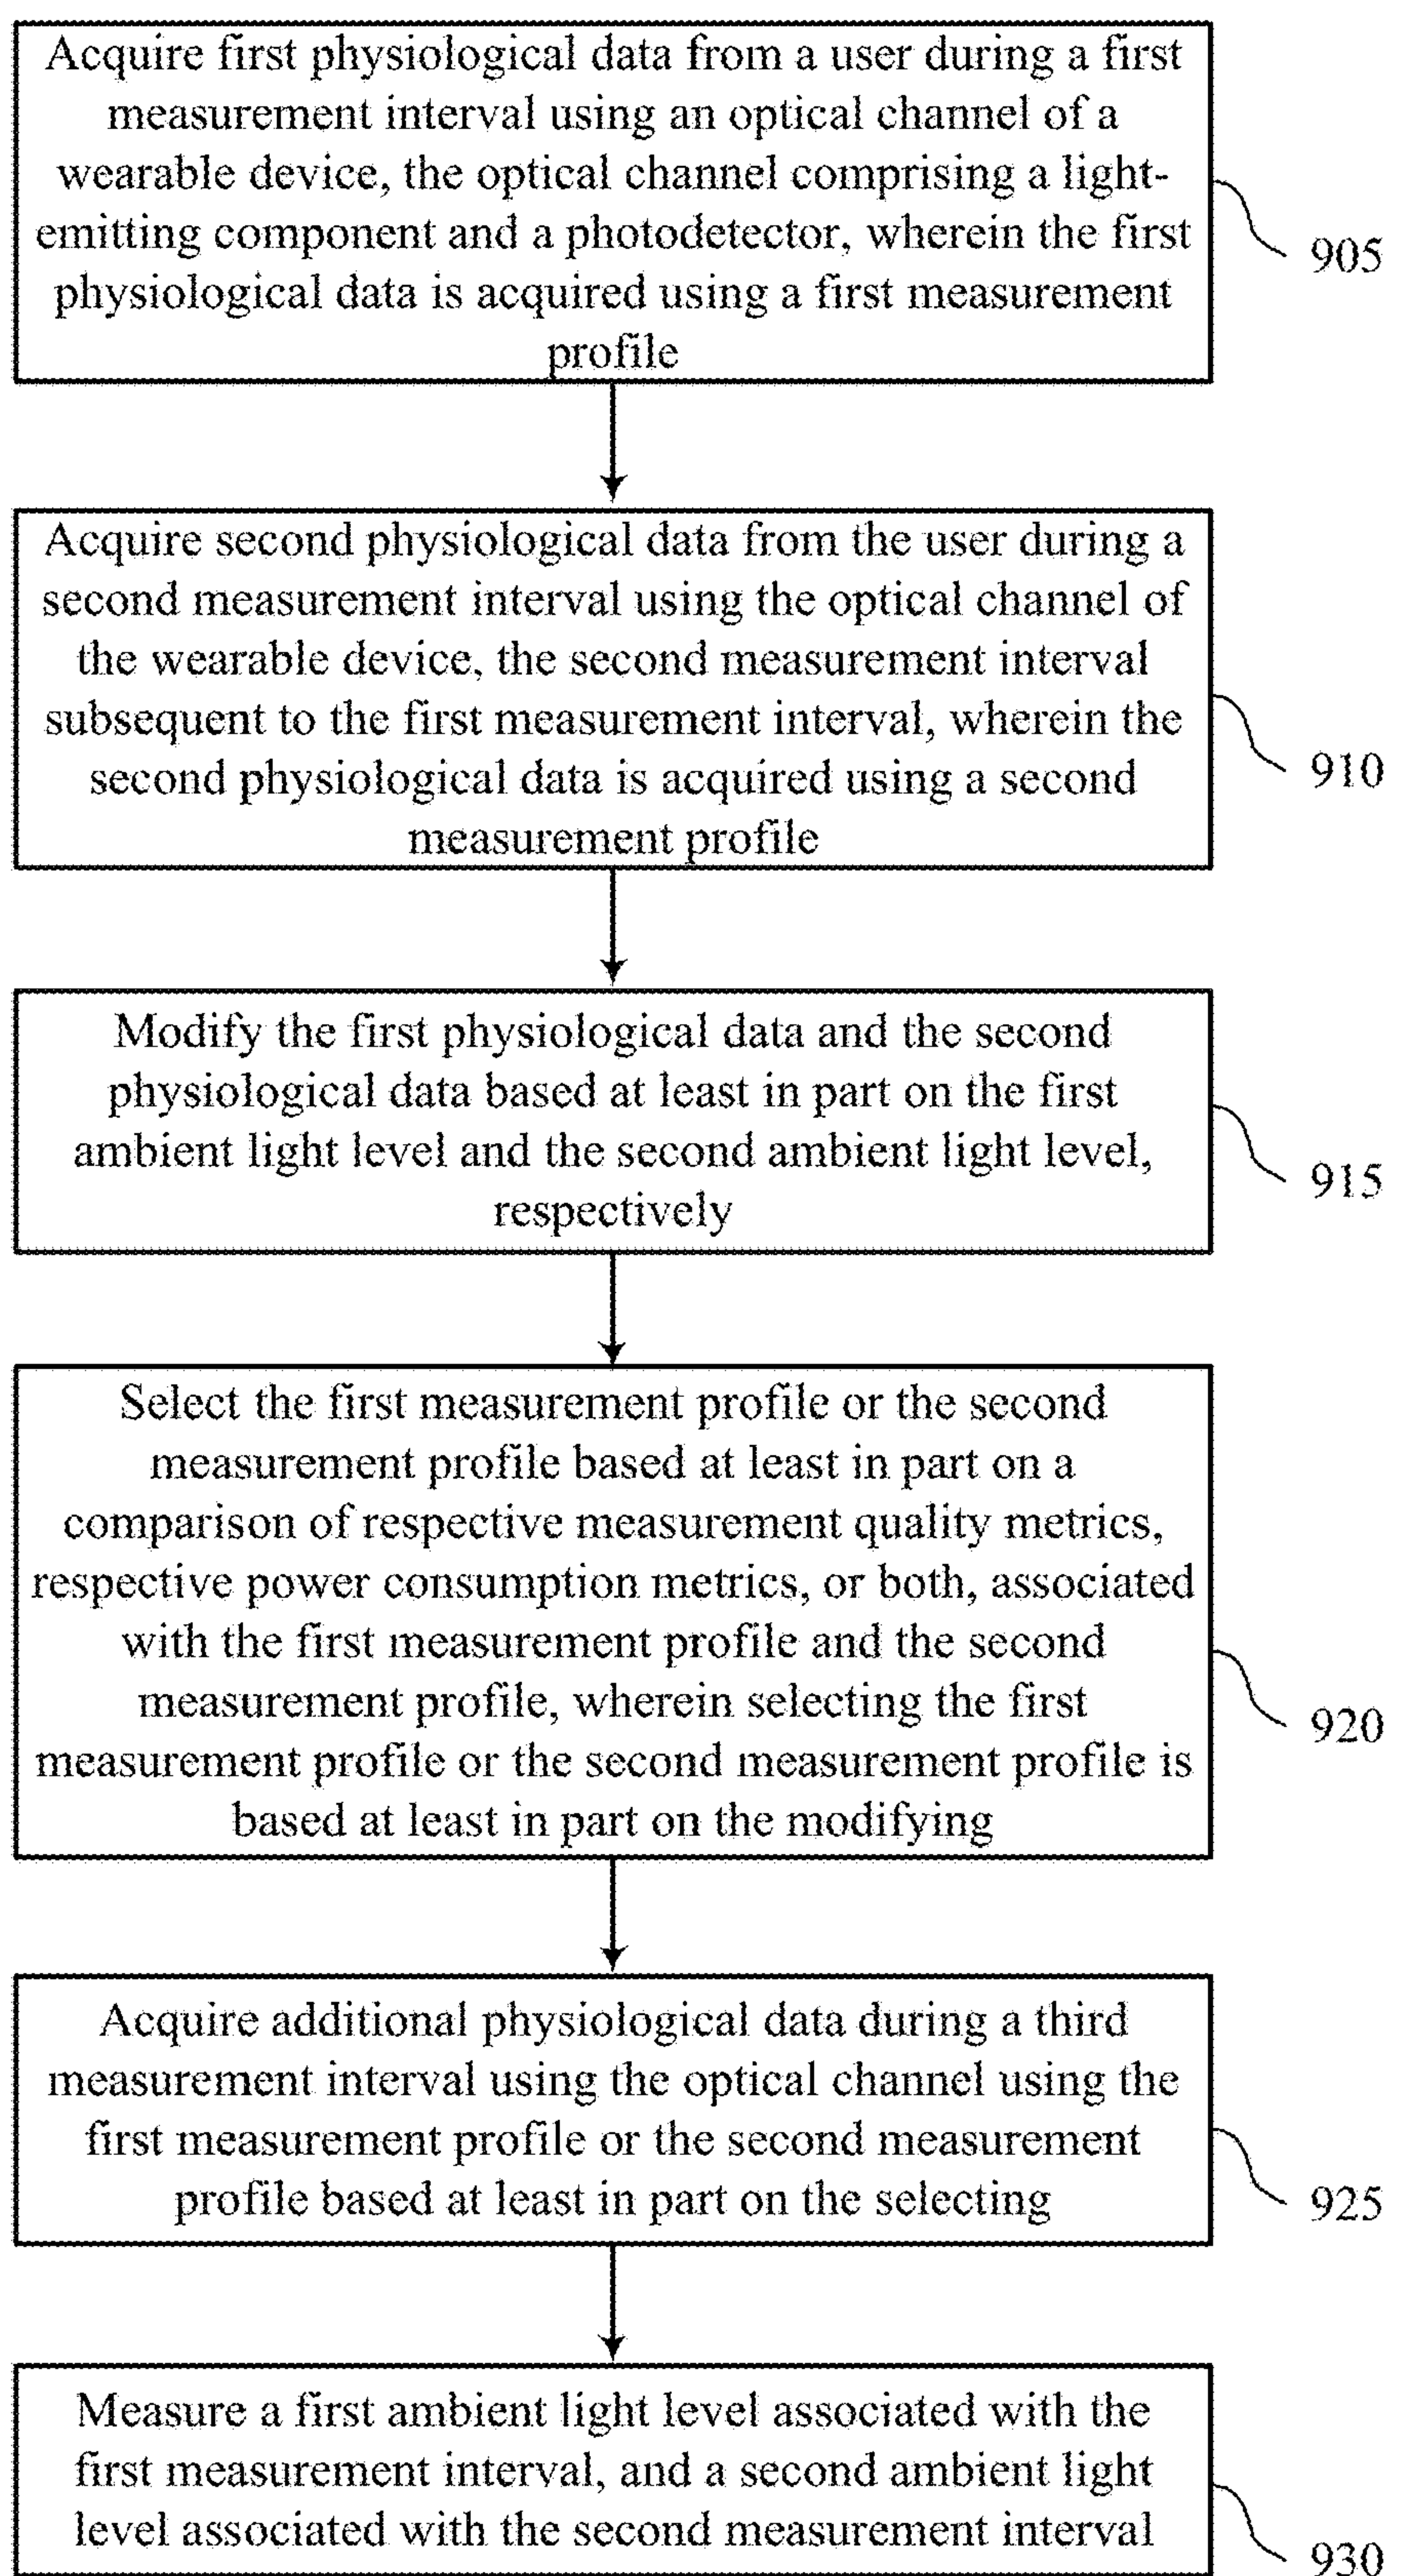 Acquire first physiological data from a user during a first
measurement interval using an optical channel of a
wearable device, the optical channel comprising a light-
emitting component and a photodetector, wherein the first
physiological data is acquired using a first measurement
profile
905
Acquire second physiological data from the user during a
second measurement interval using the optical channel of
the wearable device, the second measurement interval
subsequent to the first measurement interval, wherein the
second physiological data is acquired using a second
measurement profile
910
Modify the first physiological data and the second
physiological data based at least in part on the first
ambient light level and the second ambient light level,
respectively
915
Select the first measurement profile or the second
measurement profile based at least in part on a
comparison of respective measurement quality metrics,
respective power consumption metrics, or both, associated
with the first measurement profile and the second
measurement profile, wherein selecting the first
measurement profile or the second measurement profile is
based at least in part on the modifying
920
Acquire additional physiological data during a third
measurement interval using the optical channel using the
first measurement profile or the second measurement
profile based at least in part on the selecting
925
Measure a first ambient light level associated with the
first measurement interval, and a second ambient light
level associated with the second measurement interval
930